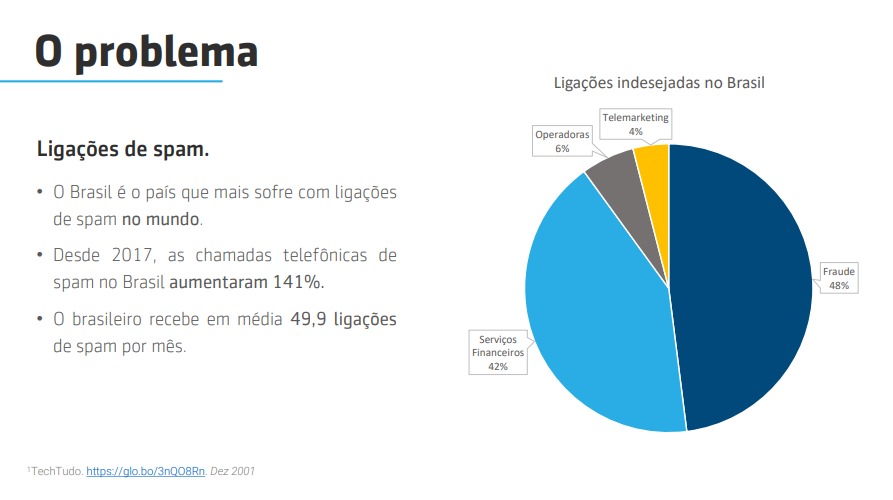 O problema
Ligações de spam.
• O Brasil é o país que mais sofre com ligações
de spam no mundo.
• Desde 2017, as chamadas telefônicas de
spam no Brasil aumentaram 141%.
• O brasileiro recebe em média 49,9 ligações
de spam por mês.
Ligações indesejadas no Brasil
Telemarketing
4%
Operadoras
6%
Fraude
48%
Serviços
Financeiros
42%
¹TechTudo. https://glo.bo/3nQO8Rn. Dez 2001